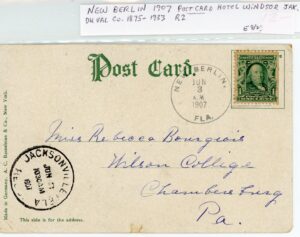 NEW BERLIN 1907 POSTCARD HOTEL WINDSOR JAX.
DUVAL CO. 1875-1953 R2
Post Card.
NEW BERLIN,
JUN
3
A.M.
1907
FLA.
Miss Rebecca Bourgeois
Wilson College
Chambersburg
Pa.
JACKSONVILLE, FLA
1907
This side is for the address.
Made in Germany. A. C. Bosselman & Co., New York.